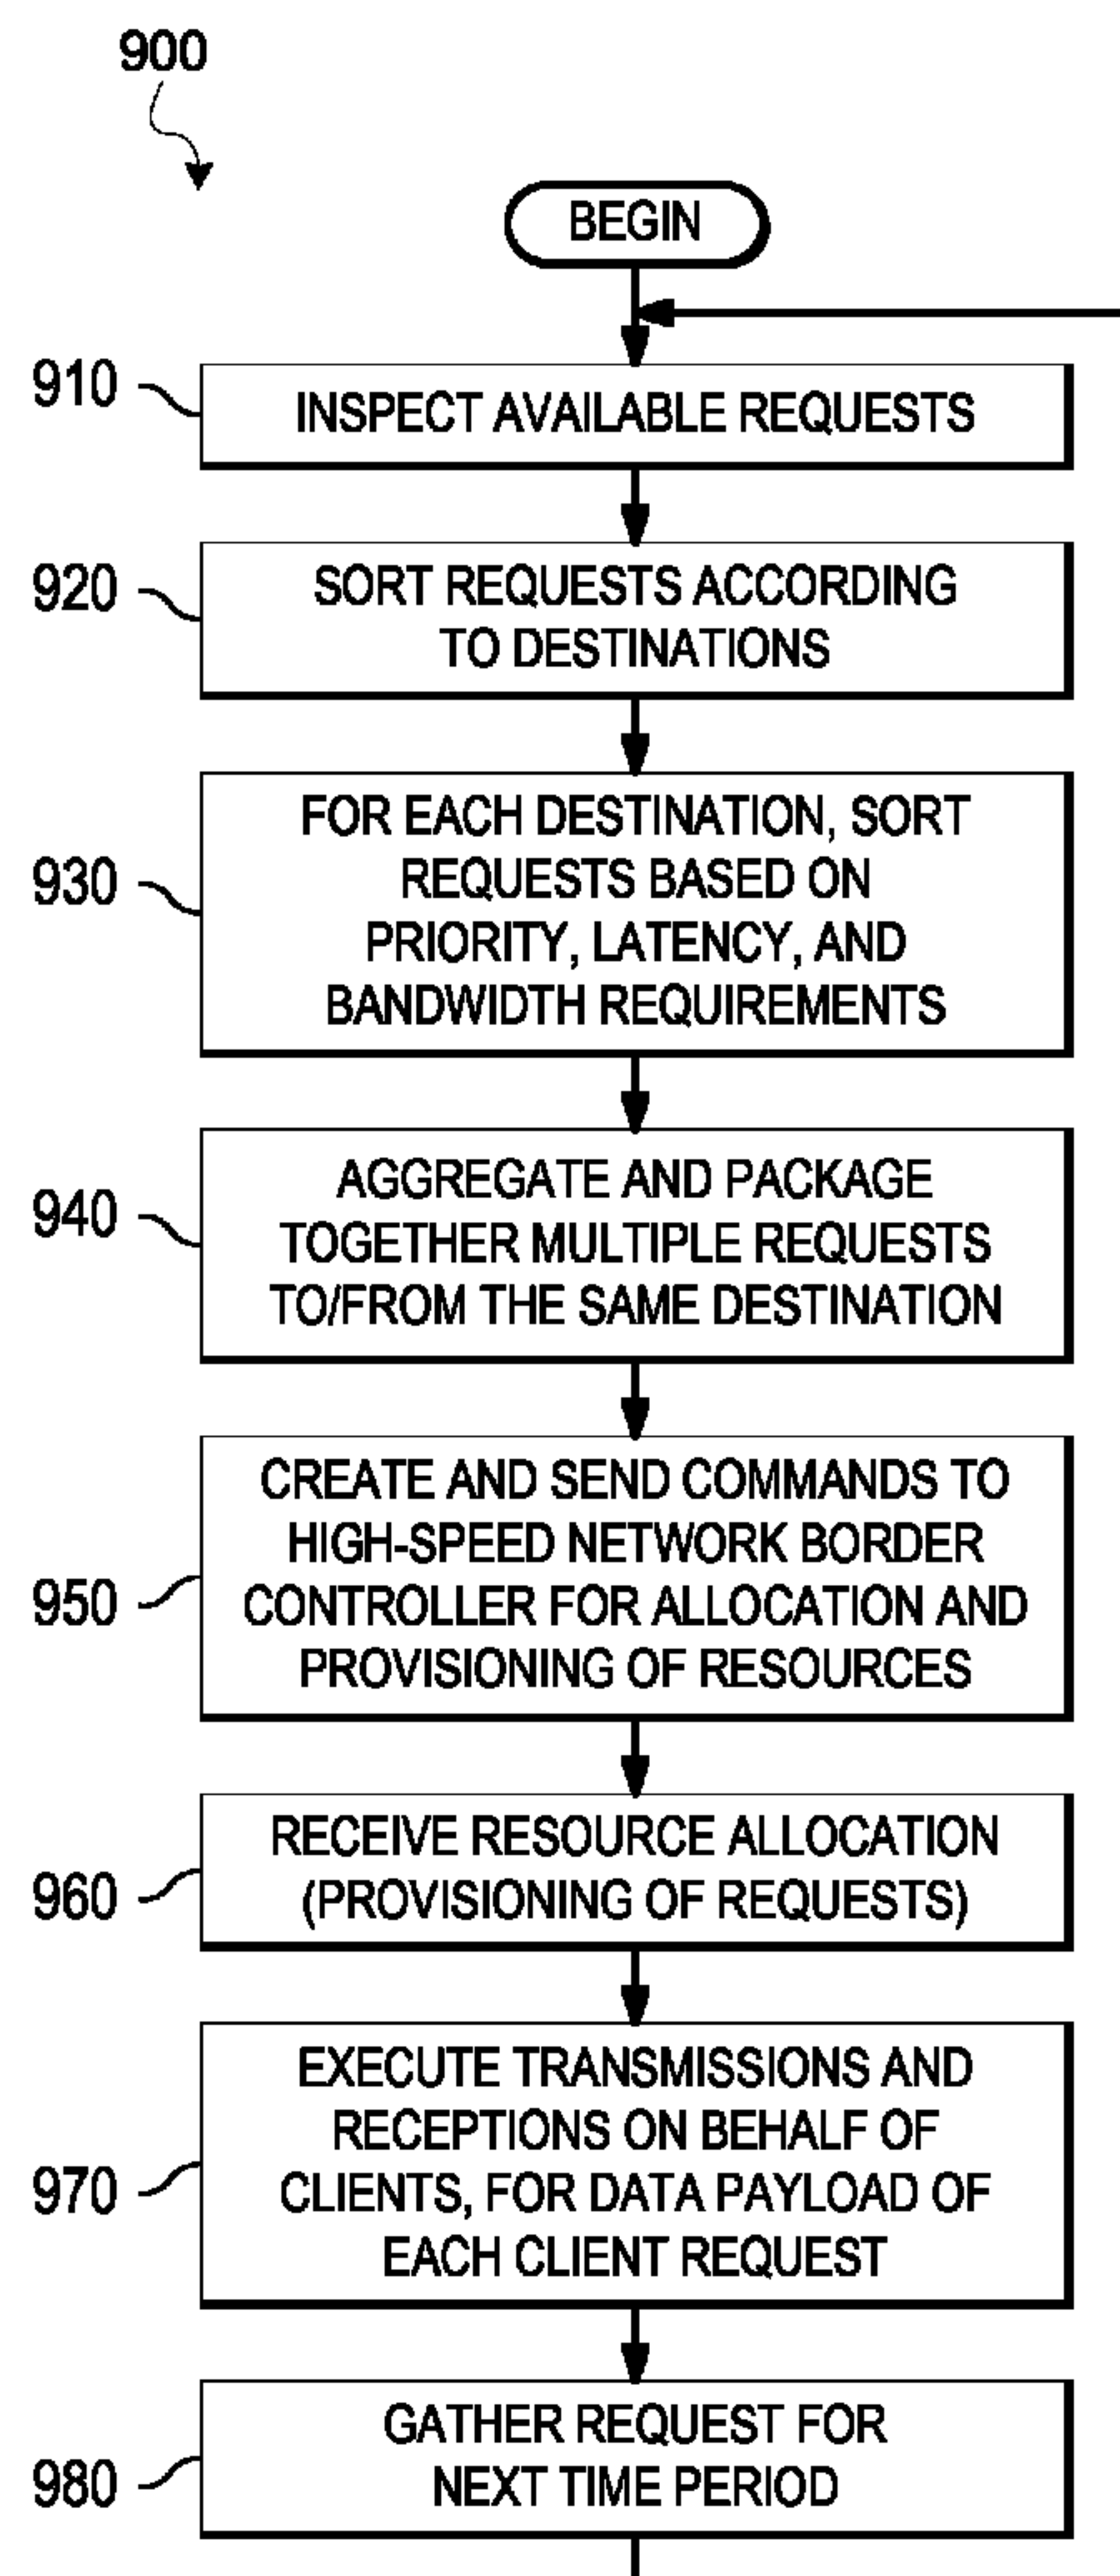 900
BEGIN
910
INSPECT AVAILABLE REQUESTS
920
SORT REQUESTS ACCORDING
TO DESTINATIONS
930
FOR EACH DESTINATION, SORT
REQUESTS BASED ON
PRIORITY, LATENCY, AND
BANDWIDTH REQUIREMENTS
940
AGGREGATE AND PACKAGE
TOGETHER MULTIPLE REQUESTS
TO/FROM THE SAME DESTINATION
950
CREATE AND SEND COMMANDS TO
HIGH-SPEED NETWORK BORDER
CONTROLLER FOR ALLOCATION AND
PROVISIONING OF RESOURCES
960
RECEIVE RESOURCE ALLOCATION
(PROVISIONING OF REQUESTS)
970
EXECUTE TRANSMISSIONS AND
RECEPTIONS ON BEHALF OF
CLIENTS, FOR DATA PAYLOAD OF
EACH CLIENT REQUEST
980
GATHER REQUEST FOR
NEXT TIME PERIOD